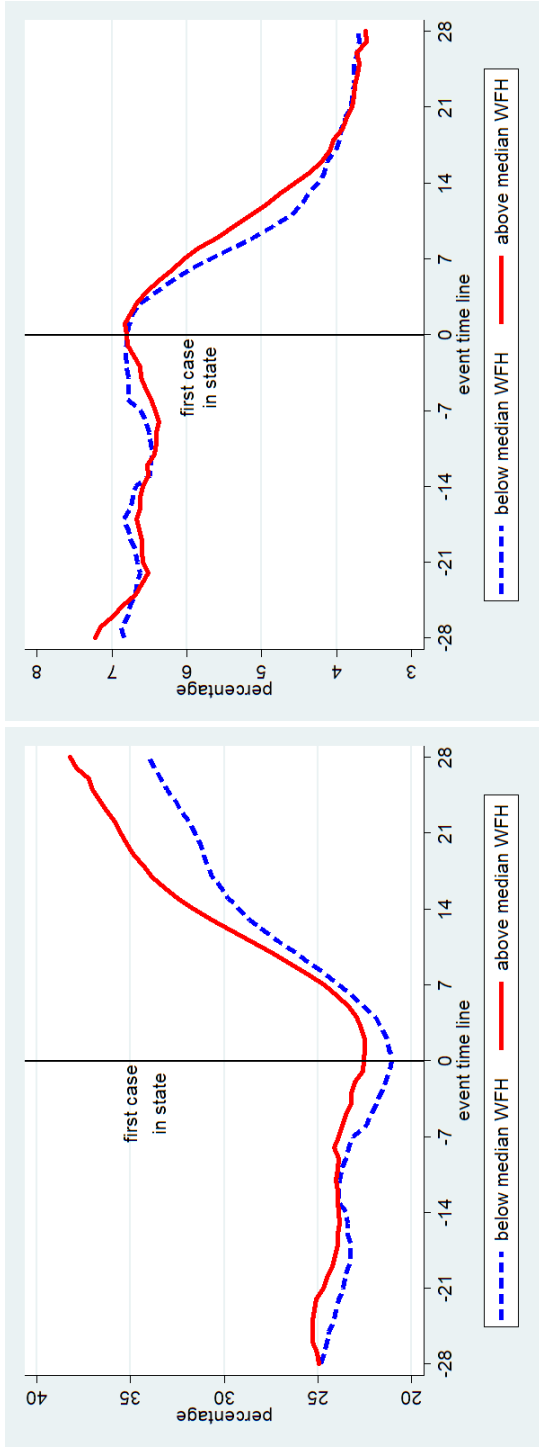 40
35
30
25
20
percentage
first case
in state
-28
-21
-14
-7
0
7
14
21
28
event time line
below median WFH
above median WFH
8
7
6
5
4
3
percentage
first case
in state
-28
-21
-14
-7
0
7
14
21
28
event time line
below median WFH
above median WFH